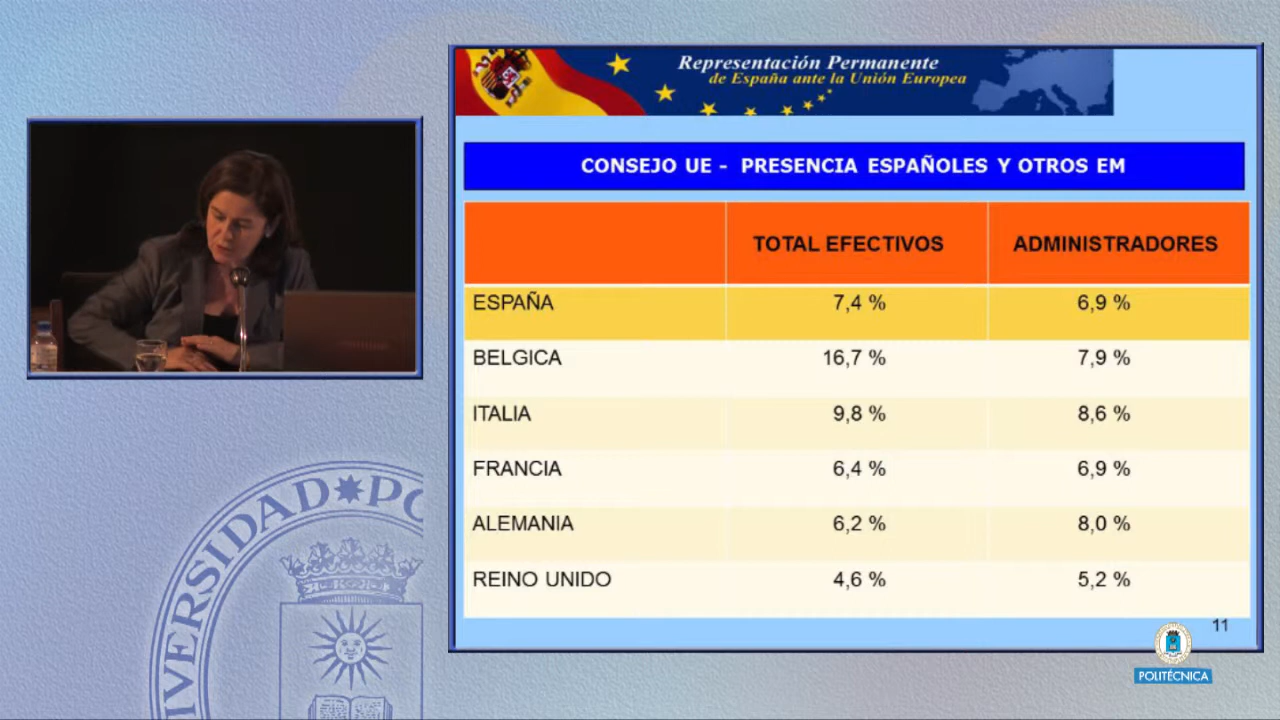 Representación Permanente
de España ante la Unión Europea
CONSEJO UE - PRESENCIA ESPAÑOLES Y OTROS EM
TOTAL EFECTIVOS ADMINISTRADORES
ESPAÑA 7,4 % 6,9 %
BELGICA 16,7 % 7,9 %
ITALIA 9,8 % 8,6 %
FRANCIA 6,4 % 6,9 %
ALEMANIA 6,2 % 8,0 %
REINO UNIDO 4,6 % 5,2 %
11
POLITÉCNICA
VERSIDAD PO